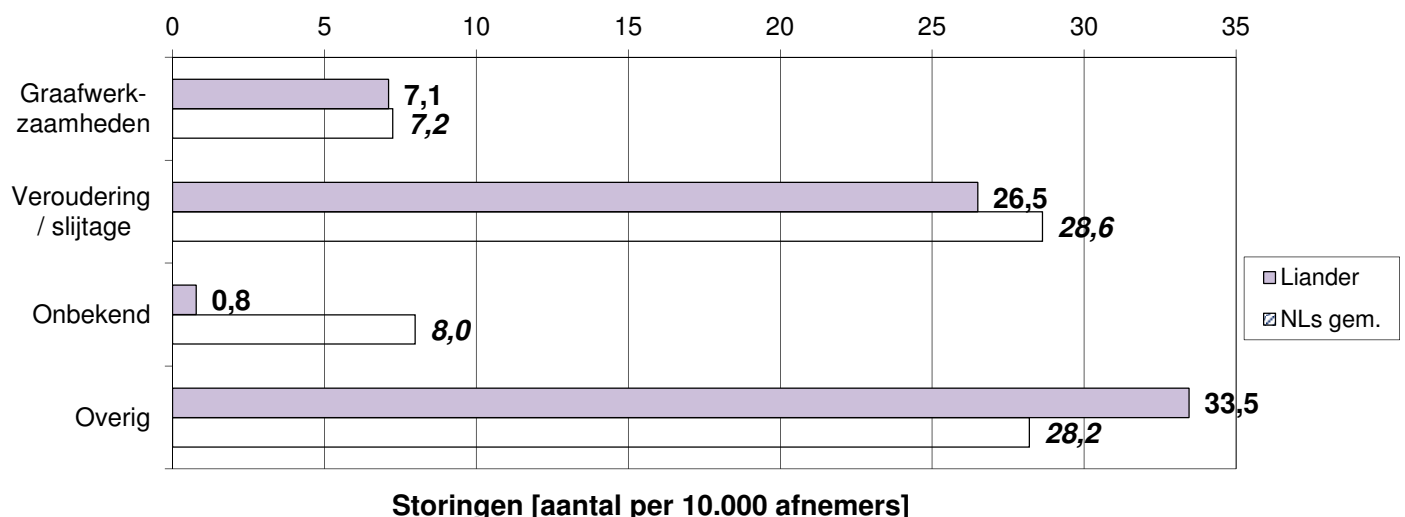 0 5 10 15 20 25 30 35
Graafwerk-
zaamheden
7,1
7,2
Veroudering
/ slijtage
26,5
28,6
Onbekend
0,8
8,0
Overig
33,5
28,2
Liander
NLs gem.
Storingen [aantal per 10.000 afnemers]